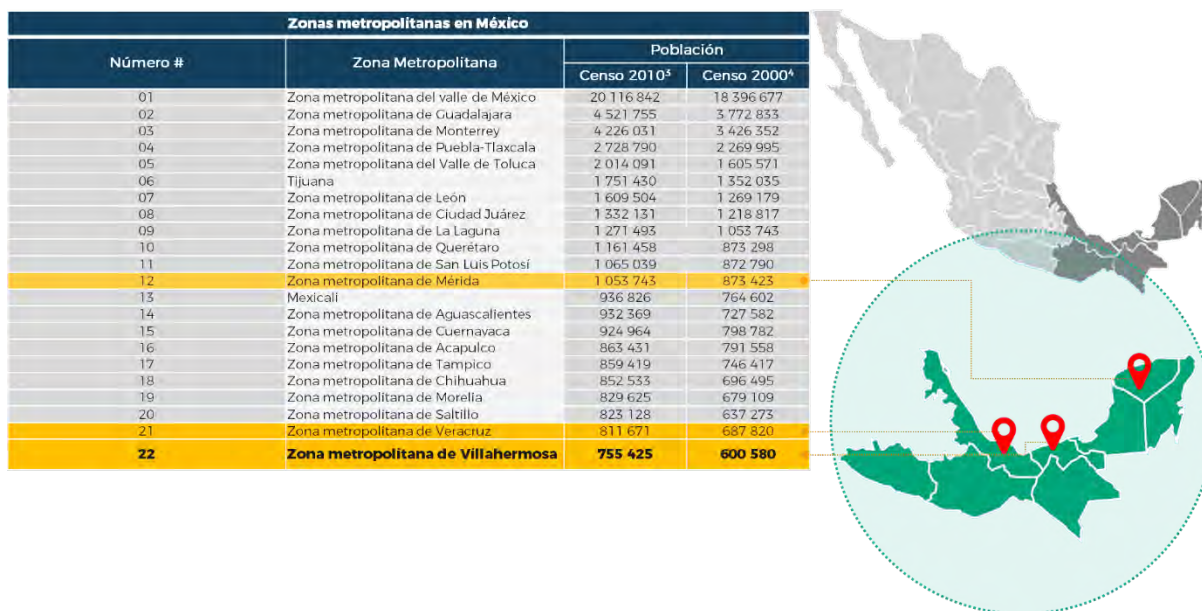 Zonas metropolitanas en México
Número # Zona Metropolitana Población
Censo 2010³ Censo 2000⁴
01 Zona metropolitana del valle de México 20 116 842 18 396 677
02 Zona metropolitana de Guadalajara 4 521 755 3 772 833
03 Zona metropolitana de Monterrey 4 226 031 3 426 352
04 Zona metropolitana de Puebla-Tlaxcala 2 728 790 2 269 995
05 Zona metropolitana del Valle de Toluca 2 014 091 1 605 571
06 Tijuana 1 751 430 1 352 035
07 Zona metropolitana de León 1 609 504 1 269 179
08 Zona metropolitana de Ciudad Juárez 1 332 131 1 218 817
09 Zona metropolitana de La Laguna 1 271 493 1 053 743
10 Zona metropolitana de Querétaro 1 161 458 873 298
11 Zona metropolitana de San Luis Potosí 1 065 039 872 790
12 Zona metropolitana de Mérida 1 053 743 873 423
13 Mexicali 936 826 764 602
14 Zona metropolitana de Aguascalientes 932 369 727 582
15 Zona metropolitana de Cuernavaca 924 964 798 782
16 Zona metropolitana de Acapulco 863 431 791 558
17 Zona metropolitana de Tampico 859 419 746 417
18 Zona metropolitana de Chihuahua 852 533 696 495
19 Zona metropolitana de Morelia 829 625 679 109
20 Zona metropolitana de Saltillo 823 128 637 273
21 Zona metropolitana de Veracruz 811 671 687 820
22 Zona metropolitana de Villahermosa 755 425 600 580